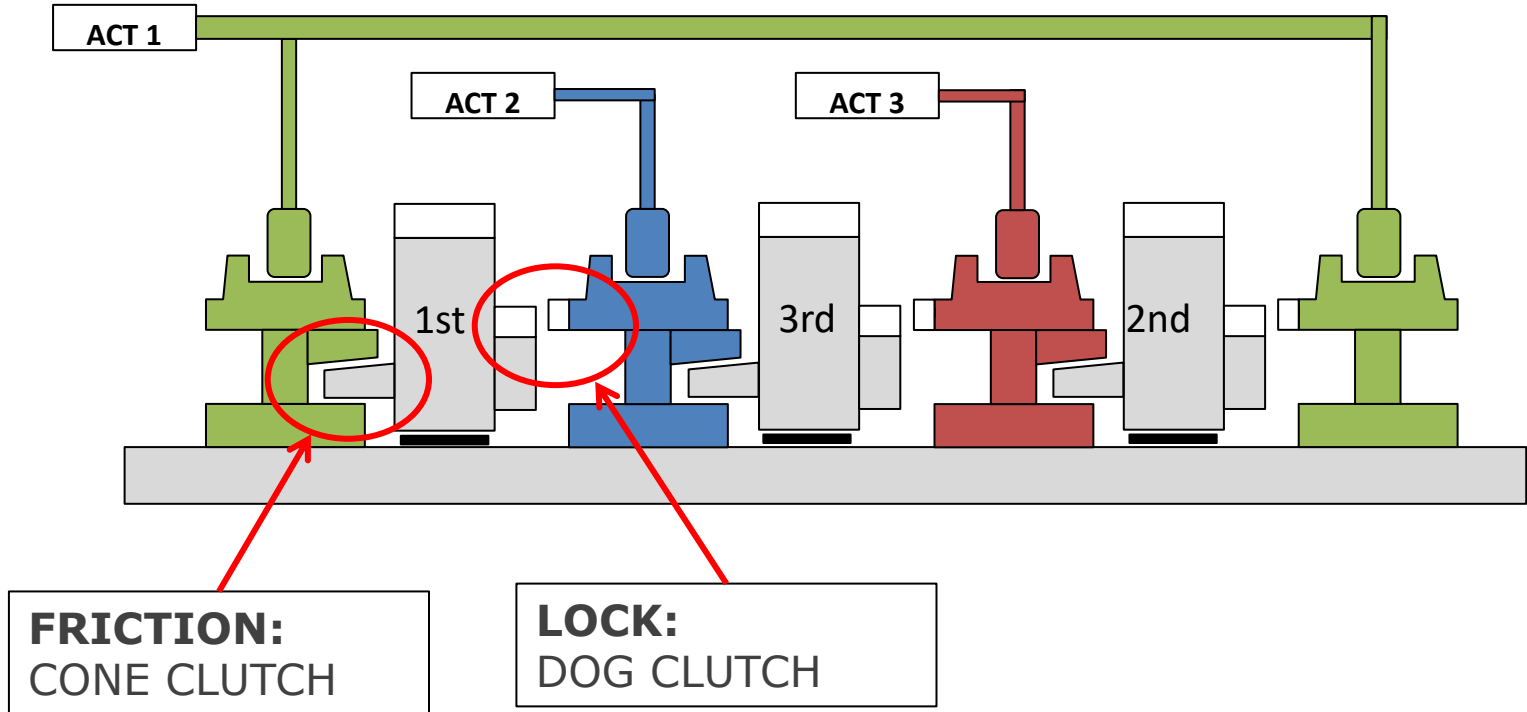 ACT 1
ACT 2
ACT 3
1st
3rd
2nd
FRICTION:
CONE CLUTCH
LOCK:
DOG CLUTCH